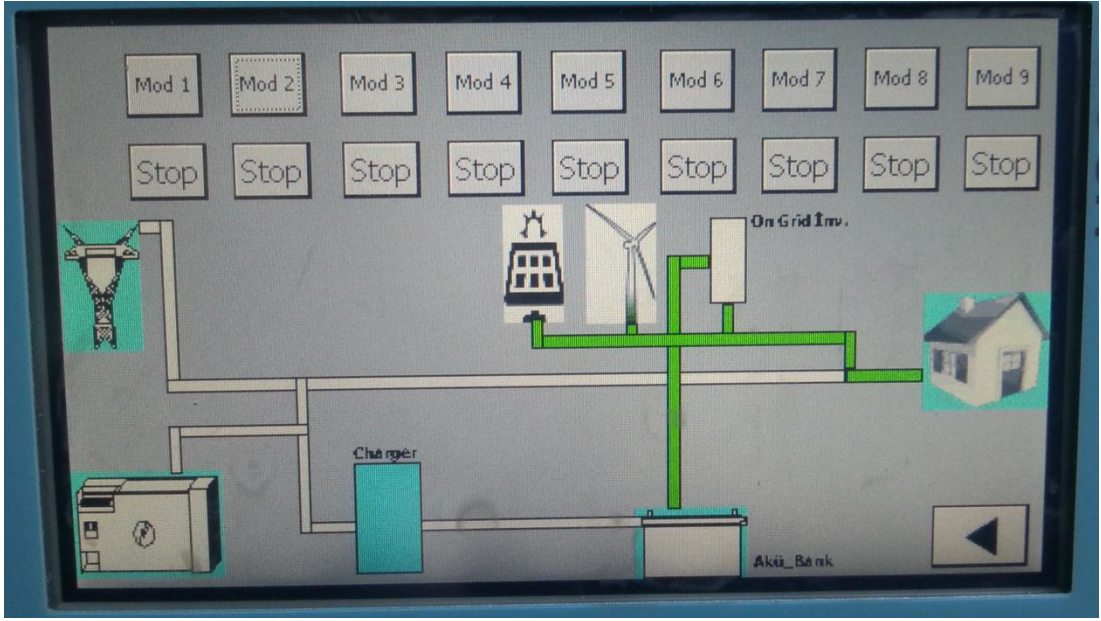 Mod 1 Mod 2 Mod 3 Mod 4 Mod 5 Mod 6 Mod 7 Mod 8 Mod 9
Stop Stop Stop Stop Stop Stop Stop Stop Stop
On Grid İnv.
Charger
Akü_Bank